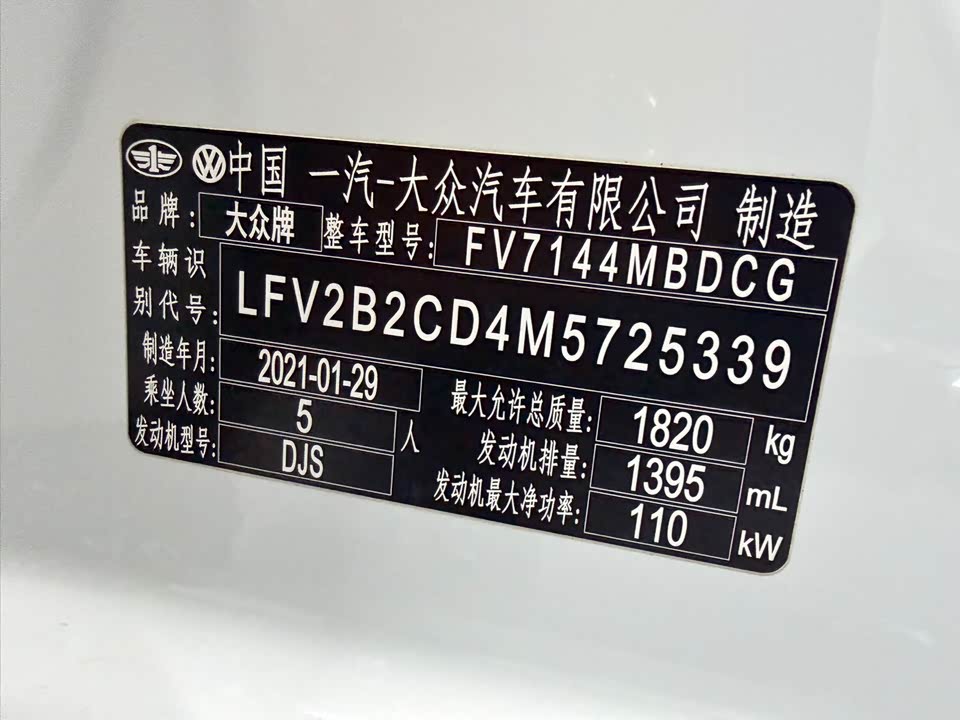 中国 一汽-大众汽车有限公司 制造
品牌: 大众牌 整车型号: FV7144MBDCG
车辆识别代号: LFV2B2CD4M5725339
制造年月: 2021-01-29
乘坐人数: 5 人
发动机型号: DJS
最大允许总质量: 1820 kg
发动机排量: 1395 mL
发动机最大净功率: 110 kW